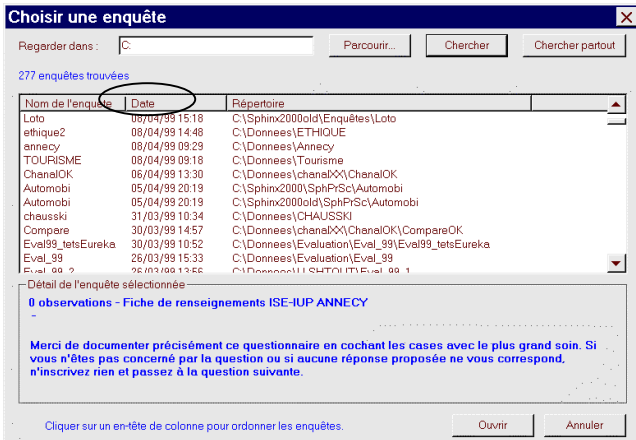 Choisir une enquête
Regarder dans : C: Parcourir... Chercher Chercher partout
277 enquêtes trouvées
Nom de l'enquete Date Répertoire
Loto 08/04/99 15:18 C:\Sphinx2000old\Enquêtes\Loto
ethique2 08/04/99 14:48 C:\Donnees\ETHIQUE
annecy 08/04/99 09:29 C:\Donnees\Annecy
TOURISME 08/04/99 09:18 C:\Donnees\Tourisme
ChanalOK 06/04/99 13:30 C:\Donnees\chanalXX\ChanalOK
Automobi 05/04/99 20:19 C:\Sphinx2000\SphPrSc\Automobi
Automobi 05/04/99 20:19 C:\Sphinx2000old\SphPrSc\Automobi
chausski 31/03/99 10:34 C:\Donnees\CHAUSSKI
Compare 30/03/99 14:57 C:\Donnees\chanalXX\ChanalOK\CompareOK
Eval99_tetsEureka 30/03/99 10:52 C:\Donnees\Evaluation\Eval_99\Eval99_tetsEureka
Eval_99 26/03/99 15:33 C:\Donnees\Evaluation\Eval_99
Eval_99_2 26/03/99 13:56
Détail de l'enquête sélectionnée
0 observations - Fiche de renseignements ISE-IUP ANNECY
-
Merci de documenter précisément ce questionnaire en cochant les cases avec le plus grand soin. Si
vous n'êtes pas concerné par la question ou si aucune réponse proposée ne vous correspond,
n'inscrivez rien et passez à la question suivante.
Cliquer sur un en-tête de colonne pour ordonner les enquêtes. Ouvrir Annuler